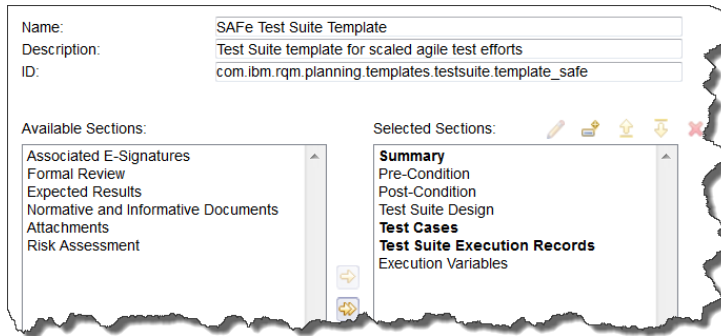 Name: SAFe Test Suite Template
Description: Test Suite template for scaled agile test efforts
ID: com.ibm.rqm.planning.templates.testsuite.template_safe
Available Sections:
Associated E-Signatures
Formal Review
Expected Results
Normative and Informative Documents
Attachments
Risk Assessment
Selected Sections:
Summary
Pre-Condition
Post-Condition
Test Suite Design
Test Cases
Test Suite Execution Records
Execution Variables